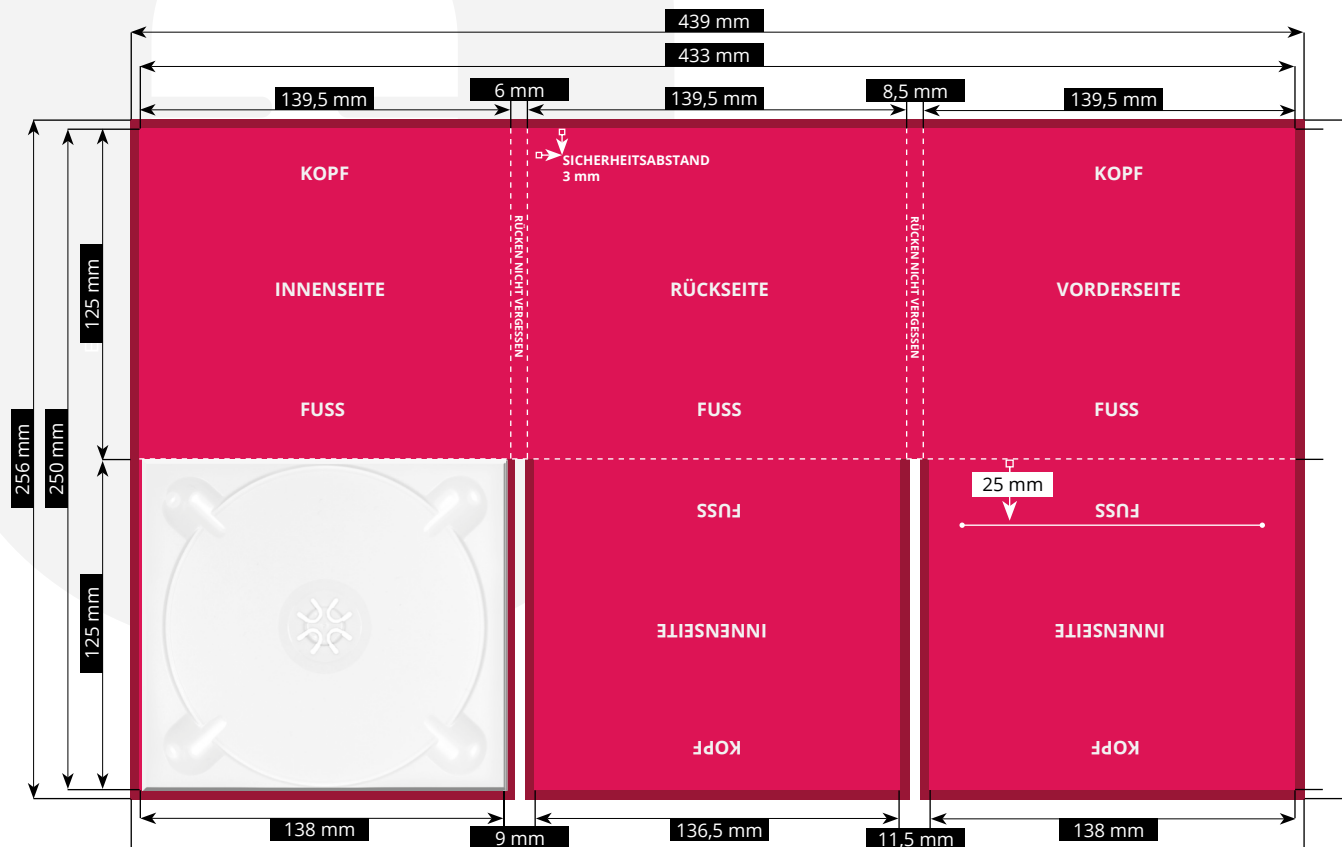 439 mm
433 mm
139,5 mm
6 mm
139,5 mm
8,5 mm
139,5 mm
SICHERHEITSABSTAND
3 mm
KOPF
KOPF
RÜCKEN NICHT VERGESSEN
RÜCKEN NICHT VERGESSEN
125 mm
INNENSEITE
RÜCKSEITE
VORDERSEITE
FUSS
FUSS
FUSS
256 mm
250 mm
25 mm
FUSS
FUSS
125 mm
INNENSEITE
INNENSEITE
KOPF
KOPF
138 mm
9 mm
136,5 mm
11,5 mm
138 mm